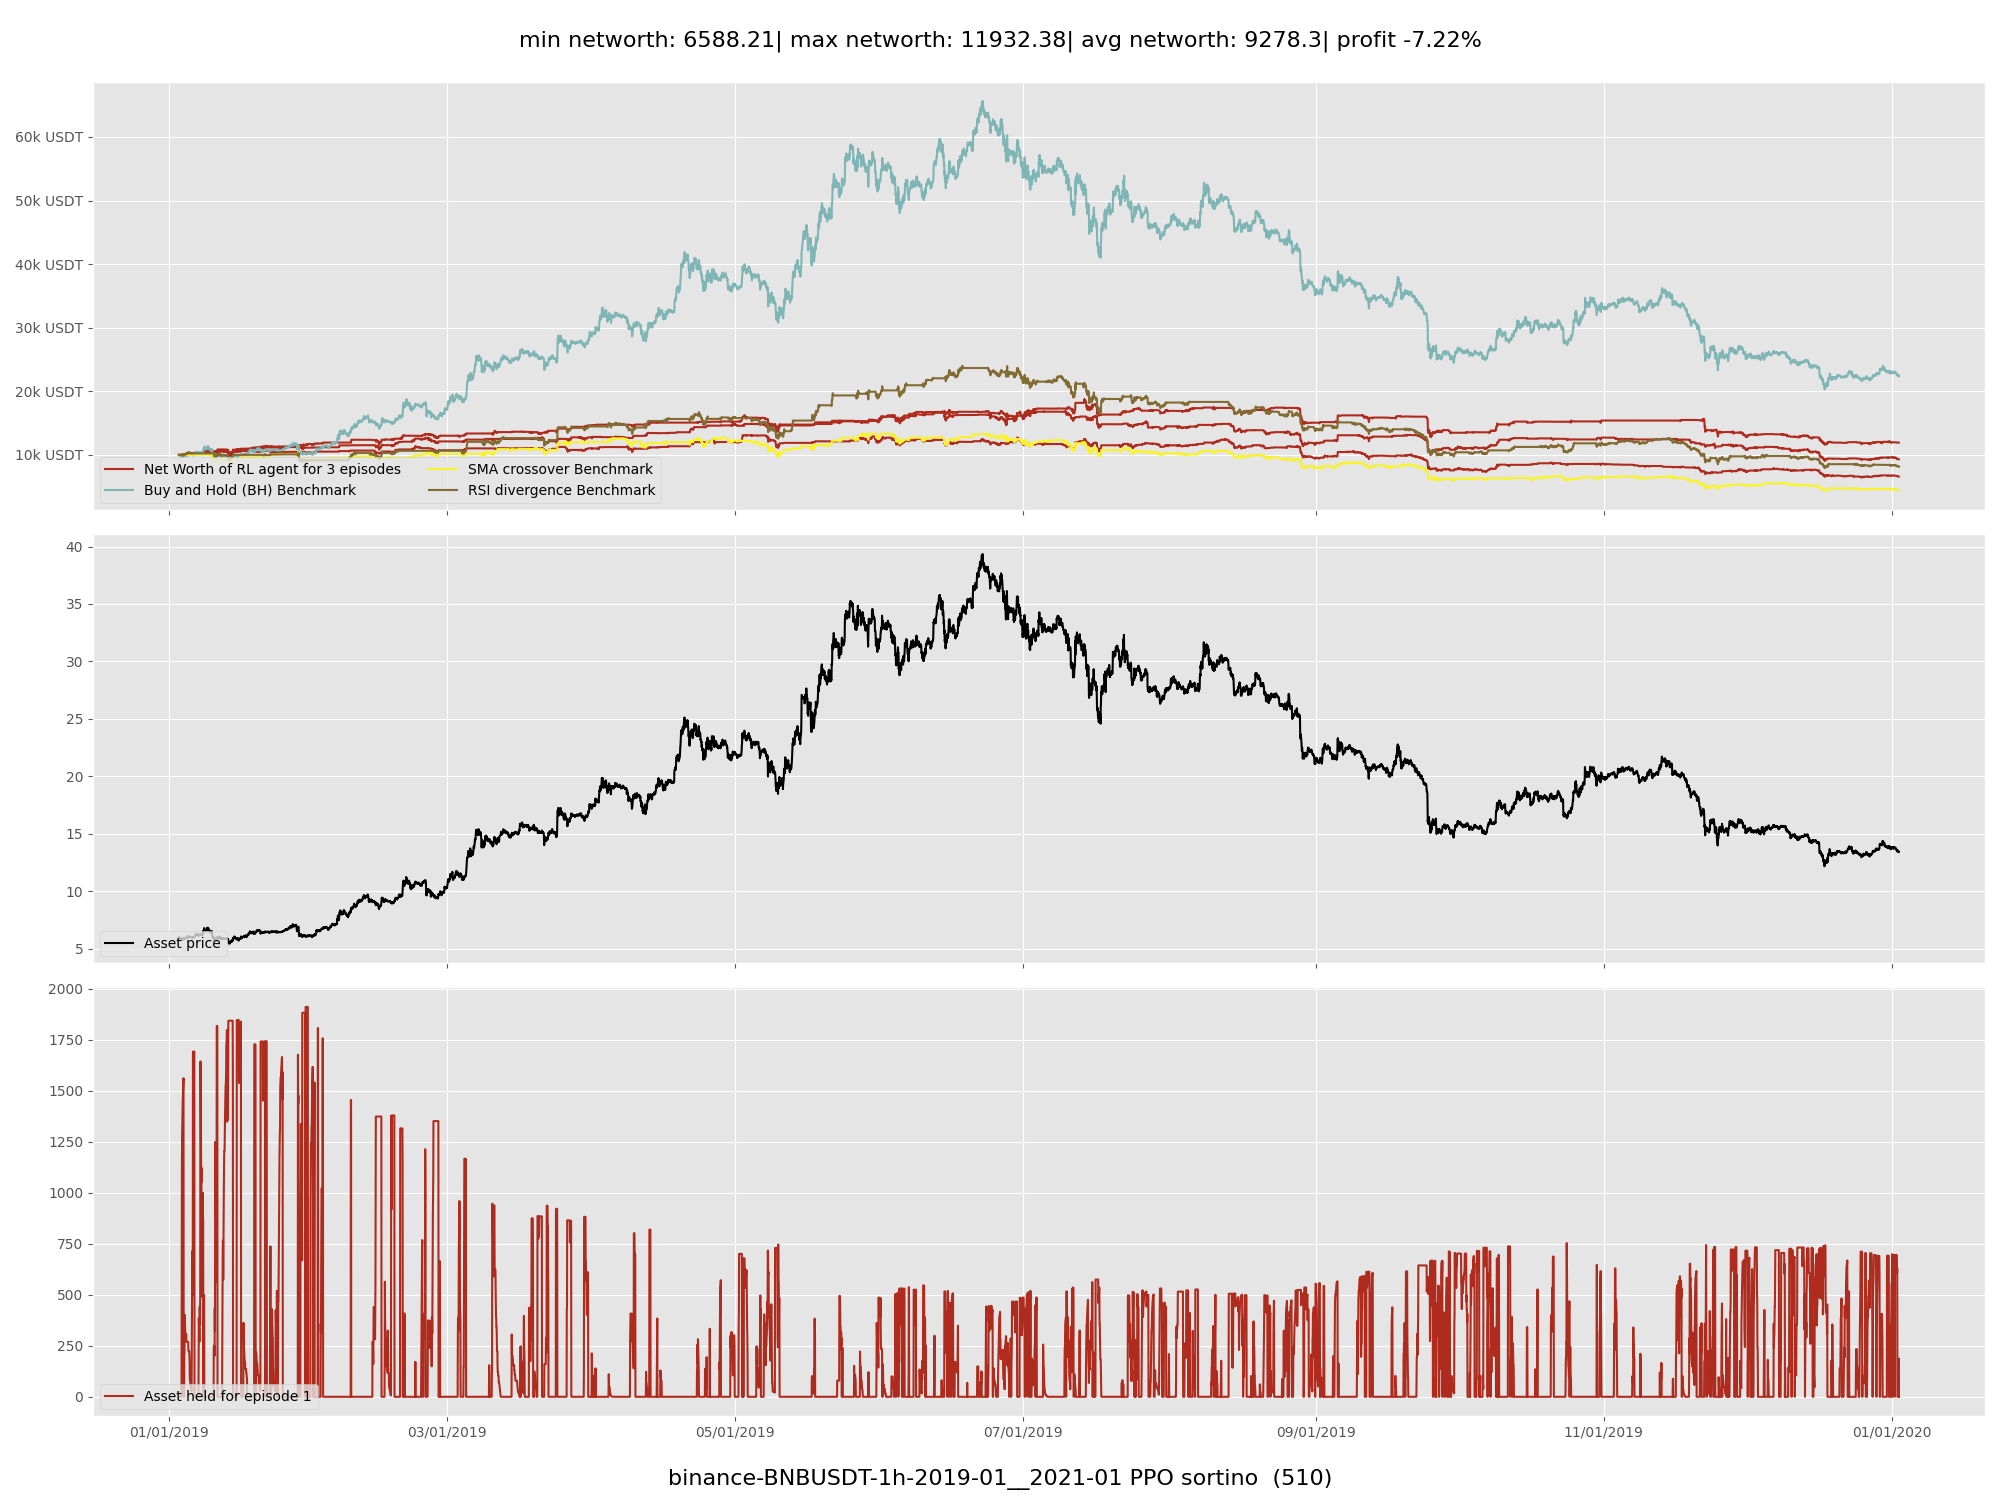 min networth: 6588.21| max networth: 11932.38| avg networth: 9278.3| profit -7.22%
60k USDT
50k USDT
40k USDT
30k USDT
20k USDT
10k USDT
Net Worth of RL agent for 3 episodes
Buy and Hold (BH) Benchmark
SMA crossover Benchmark
RSI divergence Benchmark
40
35
30
25
20
15
10
5
Asset price
2000
1750
1500
1250
1000
750
500
250
0
Asset held for episode 1
01/01/2019 03/01/2019 05/01/2019 07/01/2019 09/01/2019 11/01/2019 01/01/2020
binance-BNBUSDT-1h-2019-01__2021-01 PPO sortino (510)